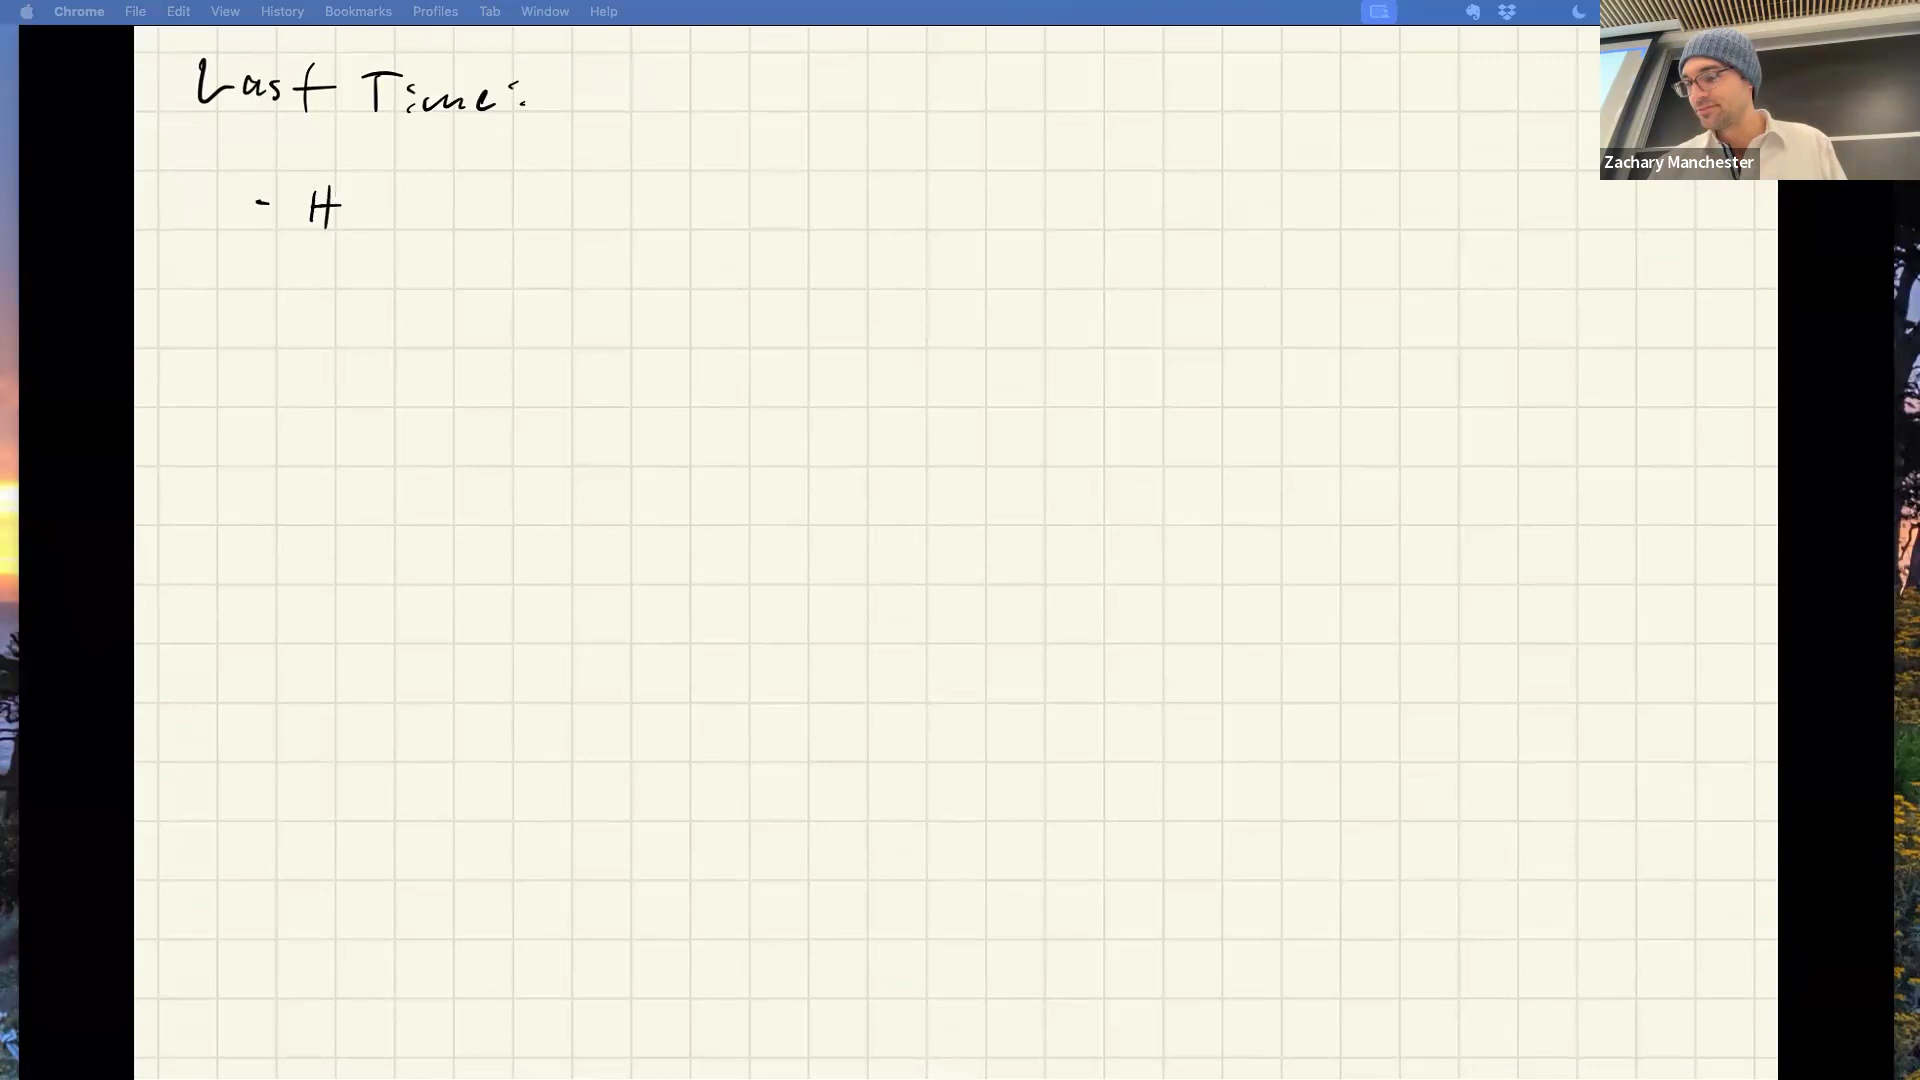 Chrome File Edit View History Bookmarks Profiles Tab Window Help
Last Time:
Zachary Manchester
- H